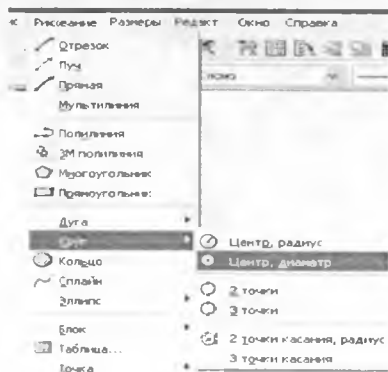 Рисование Размеры Редакт Окно Справка
Отрезок
Луч
Прямая
Мультилиния
Полилиния
3М полилиния
Многоугольник
Прямоугольник
Дуга
Круг
Кольцо
Сплайн
Эллипс
Блок
Таблица...
Точка
Центр, радиус
Центр, диаметр
2 точки
3 точки
2 точки касания, радиус
3 точки касания